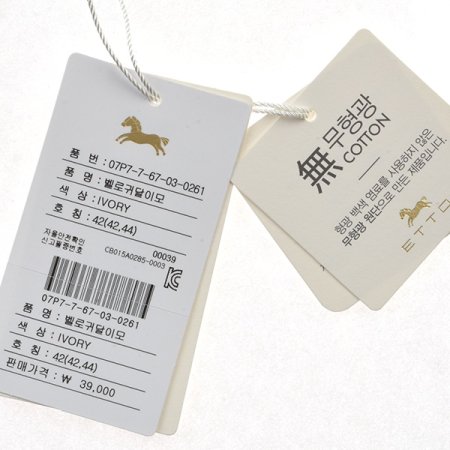 품 번 : 07P7-7-67-03-0261
품 명 : 벨로귀달이모
색 상 : IVORY
호 칭 : 42(42,44)
00039
자율안전확인
신고필증번호
CB015A0285-0003
07P7-7-67-03-0261
품 명 : 벨로귀달이모
색 상 : IVORY
호 칭 : 42(42,44)
판매가격 : ₩ 39,000
無무형광
COTTON
형광 백색 염료를 사용하지 않은
무형광 원단으로 만든 제품입니다.